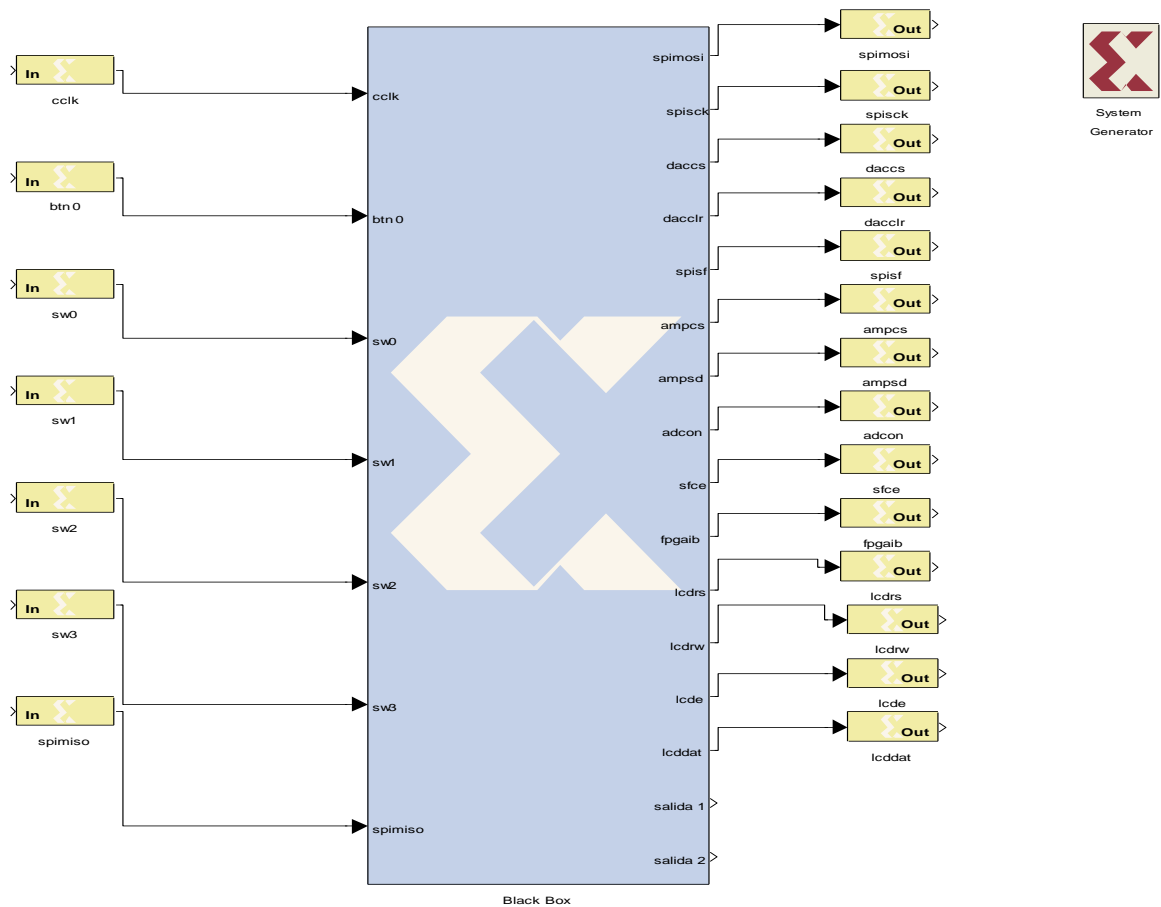 In
cclk
In
btn0
In
sw0
In
sw1
In
sw2
In
sw3
In
spimiso
cclk
btn0
sw0
sw1
sw2
sw3
spimiso
spimosi
spisck
daccs
dacclr
spisf
ampcs
ampsd
adcon
sfce
fpgaib
lcdrs
lcdrw
lcde
lcddat
salida 1
salida 2
Black Box
Out
spimosi
Out
spisck
Out
daccs
Out
dacclr
Out
spisf
Out
ampcs
Out
ampsd
Out
adcon
Out
sfce
Out
fpgaib
Out
lcdrs
Out
lcdrw
Out
lcde
Out
lcddat
System
Generator